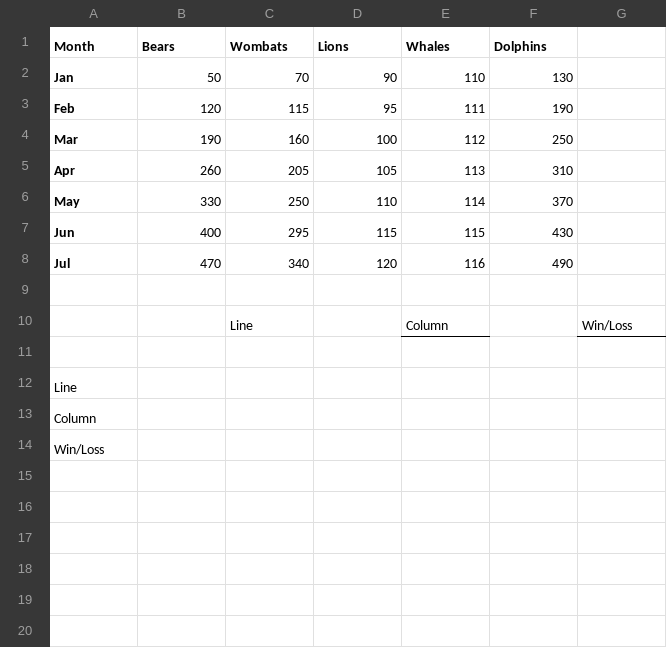 A B C D E F G
1 Month Bears Wombats Lions Whales Dolphins
2 Jan 50 70 90 110 130
3 Feb 120 115 95 111 190
4 Mar 190 160 100 112 250
5 Apr 260 205 105 113 310
6 May 330 250 110 114 370
7 Jun 400 295 115 115 430
8 Jul 470 340 120 116 490
9
10 Line Column Win/Loss
11
12 Line
13 Column
14 Win/Loss
15
16
17
18
19
20